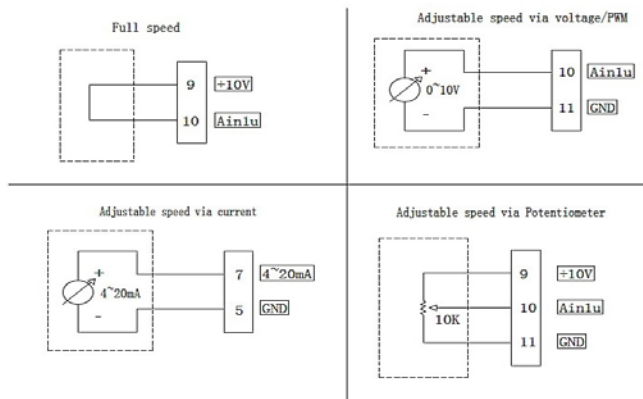 Full speed
9 +10V
10 Ain1u
Adjustable speed via voltage/PWM
+
0~10V
-
10 Ain1u
11 GND
Adjustable speed via current
+
4~20mA
-
7 4~20mA
5 GND
Adjustable speed via Potentiometer
10K
9 +10V
10 Ain1u
11 GND